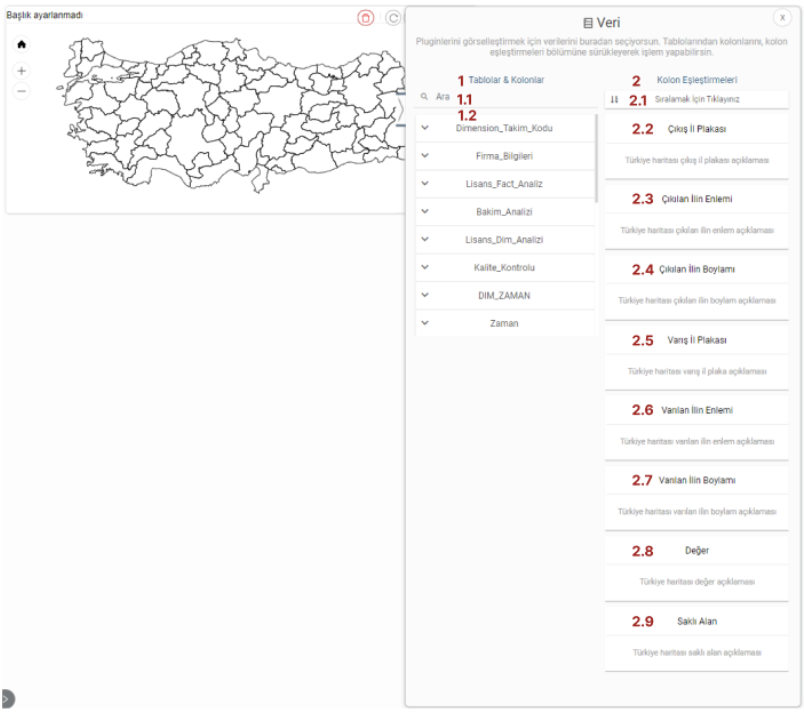 Başlık ayarlanmadı
Veri
x
Pluginlerini görselleştirmek için verilerini buradan seçiyorsun. Tablolarından kolonlarını, kolon
eşleştirmeleri bölümüne sürükleyerek işlem yapabilirsin.
1 Tablolar & Kolonlar
Ara 1.1
1.2
Dimension_Takim_Kodu
Firma_Bilgileri
Lisans_Fact_Analiz
Bakim_Analizi
Lisans_Dim_Analizi
Kalite_Kontrolu
DIM_ZAMAN
Zaman
2 Kolon Eşleştirmeleri
2.1 Sıralamak İçin Tıklayınız
2.2 Çıkış İl Plakası
Türkiye haritası çıkış il plakası açıklaması
2.3 Çıkılan İlin Enlemi
Türkiye haritası çıkılan ilin enlem açıklaması
2.4 Çıkılan İlin Boylamı
Türkiye haritası çıkılan ilin boylam açıklaması
2.5 Varış İl Plakası
Türkiye haritası varış il plaka açıklaması
2.6 Varılan İlin Enlemi
Türkiye haritası varılan ilin enlem açıklaması
2.7 Varılan İlin Boylamı
Türkiye haritası varılan ilin boylam açıklaması
2.8 Değer
Türkiye haritası değer açıklaması
2.9 Saklı Alan
Türkiye haritası saklı alan açıklaması